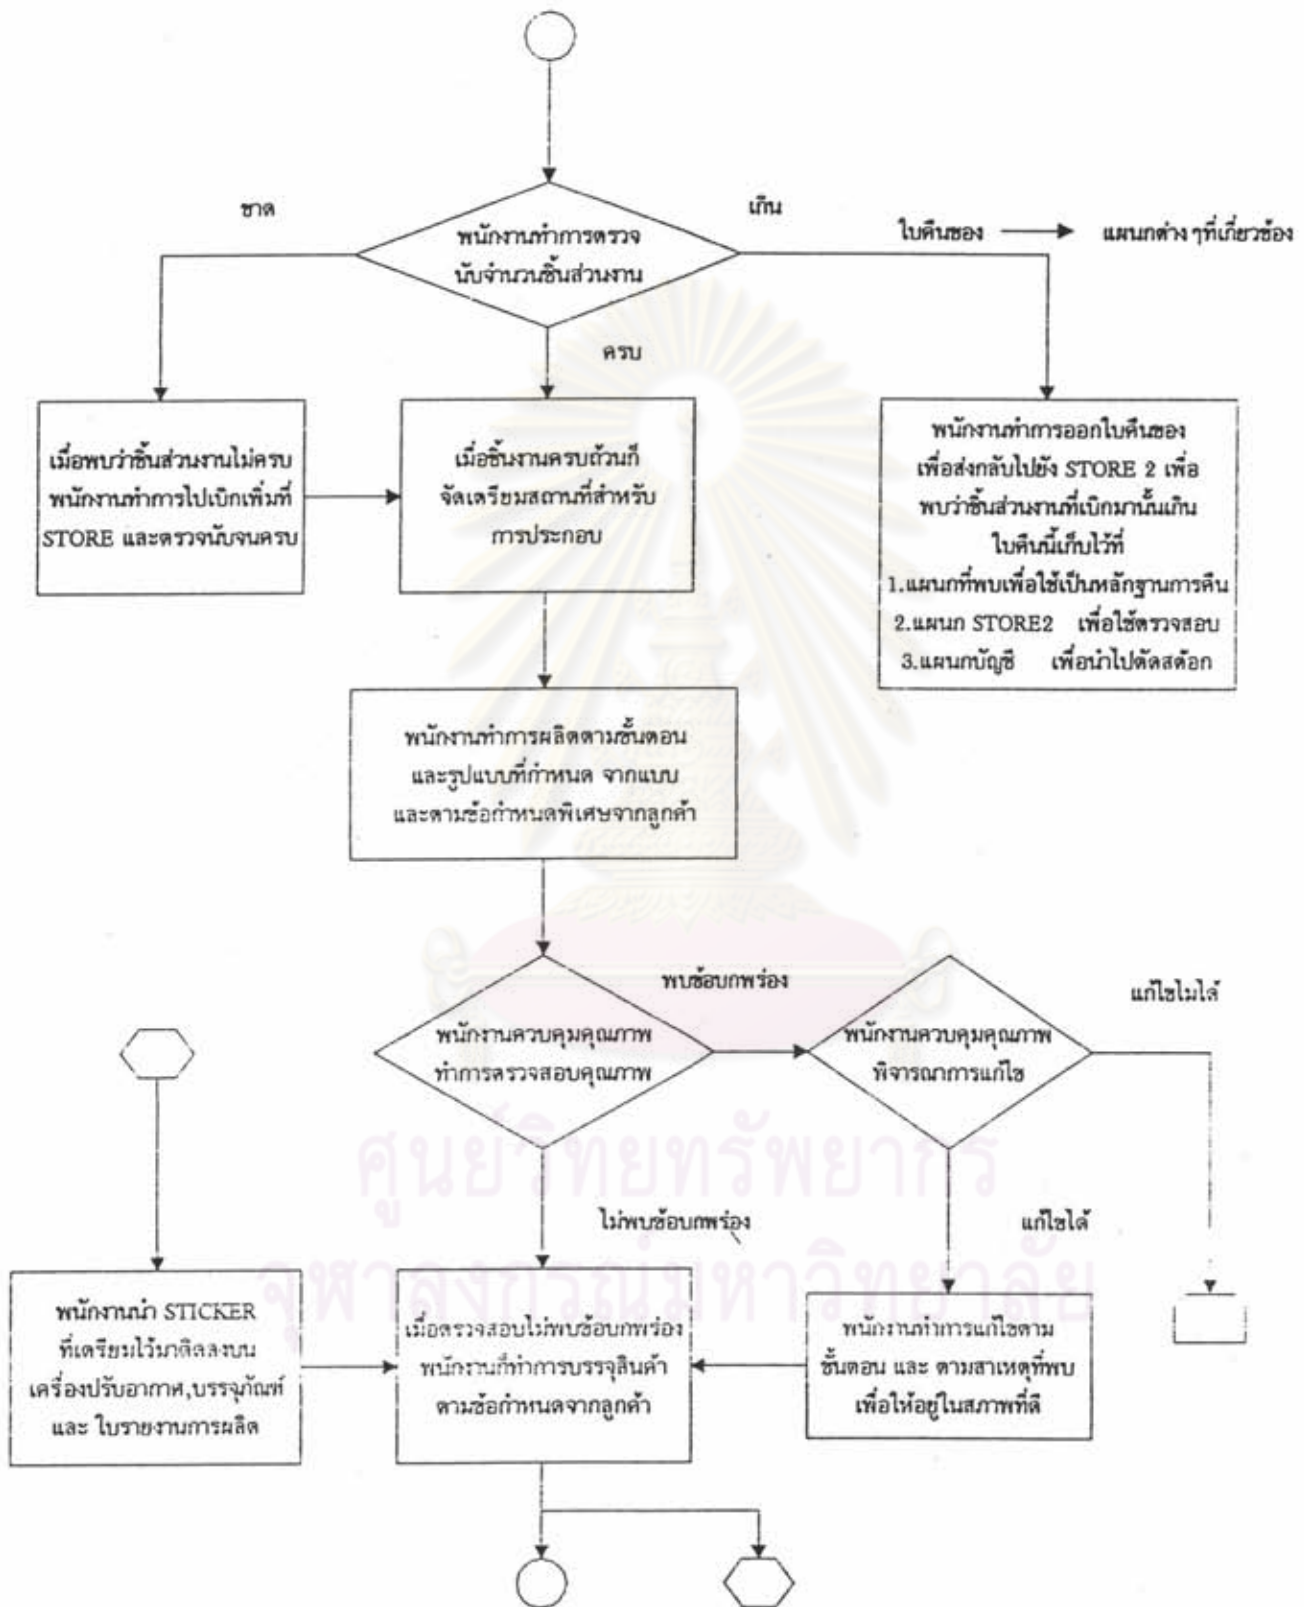 ขาด
เกิน
ใบคืนของ
แผนกต่าง ๆที่เกี่ยวข้อง
พนักงานทำการตรวจ
นับจำนวนชิ้นส่วนงาน
ครบ
เมื่อพบว่าชิ้นส่วนงานไม่ครบ
พนักงานทำการไปเบิกเพิ่มที่
STORE และตรวจนับจนครบ
เมื่อชิ้นงานครบถ้วนก็
จัดเตรียมสถานที่สำหรับ
การประกอบ
พนักงานทำการออกใบคืนของ
เพื่อส่งกลับไปยัง STORE 2 เพื่อ
พบว่าชิ้นส่วนงานที่เบิกมานั้นเกิน
ใบคืนนี้เก็บไว้ที่
1.แผนกที่พบเพื่อใช้เป็นหลักฐานการคืน
2.แผนก STORE2 เพื่อใช้ตรวจสอบ
3.แผนกบัญชี เพื่อนำไปตัดสต้อก
พนักงานทำการผลิตตามขั้นตอน
และรูปแบบที่กำหนด จากแบบ
และตามข้อกำหนดพิเศษจากลูกค้า
พบข้อบกพร่อง
แก้ไขไม่ได้
พนักงานควบคุมคุณภาพ
ทำการตรวจสอบคุณภาพ
พนักงานควบคุมคุณภาพ
พิจารณาการแก้ไข
ศูนย์วิทยทรัพยากร
ไม่พบข้อบกพร่อง
แก้ไขได้
จุฬาลงกรณ์มหาวิทยาลัย
พนักงานนำ STICKER
ที่เตรียมไว้มาติดลงบน
เครื่องปรับอากาศ,บรรจุภัณฑ์
และ ใบรายงานการผลิต
เมื่อตรวจสอบไม่พบข้อบกพร่อง
พนักงานก็ทำการบรรจุสินค้า
ตามข้อกำหนดจากลูกค้า
พนักงานทำการแก้ไขตาม
ขั้นตอน และ ตามสาเหตุที่พบ
เพื่อให้อยู่ในสภาพที่ดี